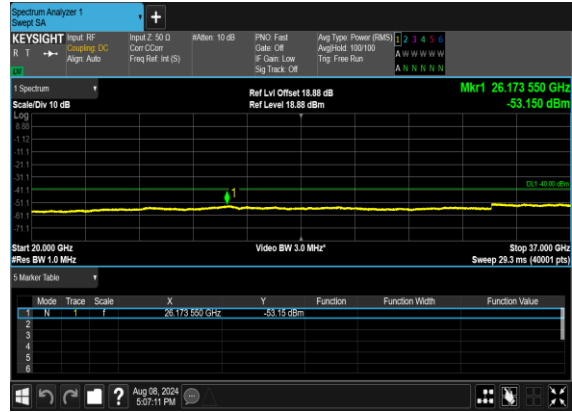 Spectrum Analyzer 1
Swept SA
+
KEYSIGHT Input: RF Input Z: 50 Ω #Atten: 10 dB PNO: Fast Avg Type: Power (RMS) 1 2 3 4 5 6
R T Coupling: DC Corr CCorr Gate: Off Avg|Hold: 100/100 A W W W W W
Align: Auto Freq Ref: Int (S) IF Gain: Low Trig: Free Run
Sig Track: Off A N N N N N
1 Spectrum Ref Lvl Offset 18.88 dB Mkr1 26.173 550 GHz
Scale/Div 10 dB Ref Level 18.88 dBm -53.150 dBm
Log
8.88
-1.12
-11.1
-21.1
-31.1
DL1 -40.00 dBm
-41.1
1
-51.1
-61.1
-71.1
Start 20.000 GHz Video BW 3.0 MHz* Stop 37.000 GHz
#Res BW 1.0 MHz Sweep 29.3 ms (40001 pts)
5 Marker Table
Mode Trace Scale X Y Function Function Width Function Value
1 N 1 f 26.173 550 GHz -53.15 dBm
2
3
4
5
6
? Aug 08, 2024
5:07:11 PM